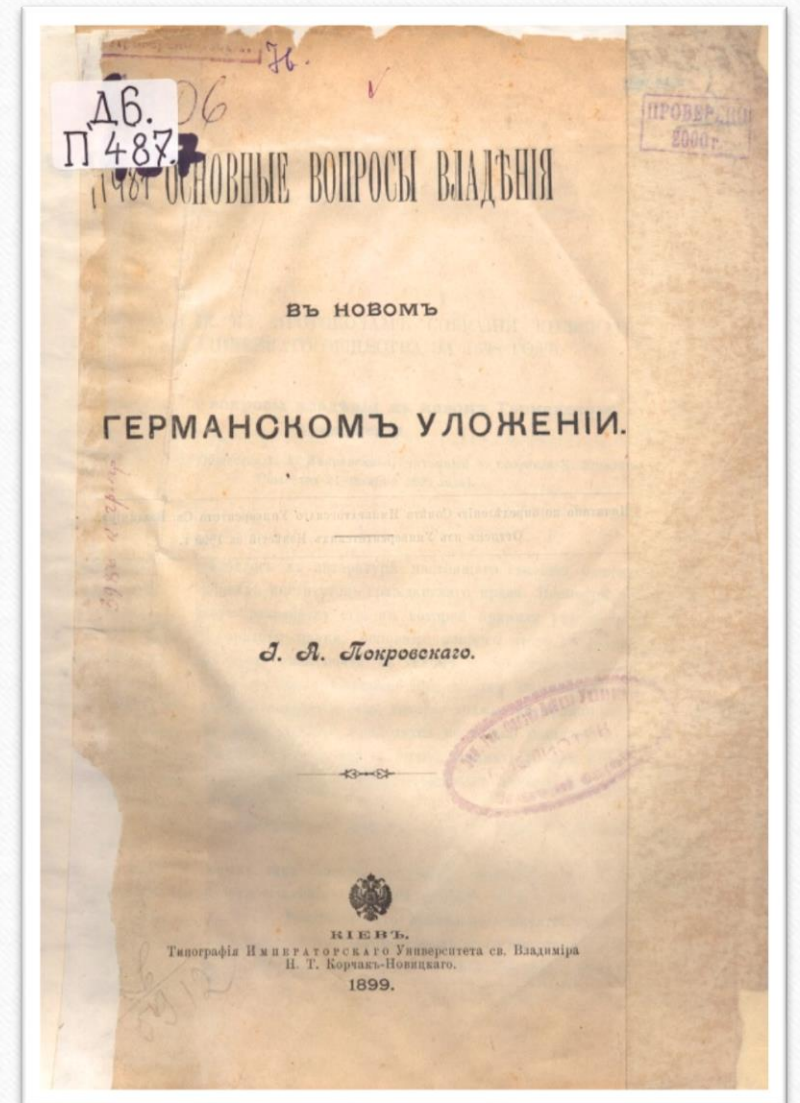 Д6.
П 487.
7б.
ПРОВЕРЕНО
2000г.
ОСНОВНЫЕ ВОПРОСЫ ВЛАДѢНІЯ
ВЪ НОВОМЪ
ГЕРМАНСКОМЪ УЛОЖЕНІИ.
І. А. Покровскаго.
КІЕВЪ.
Типографія ИМПЕРАТОРСКАГО Университета св. Владиміра
Н. Т. Корчакъ-Новицкаго.
1899.